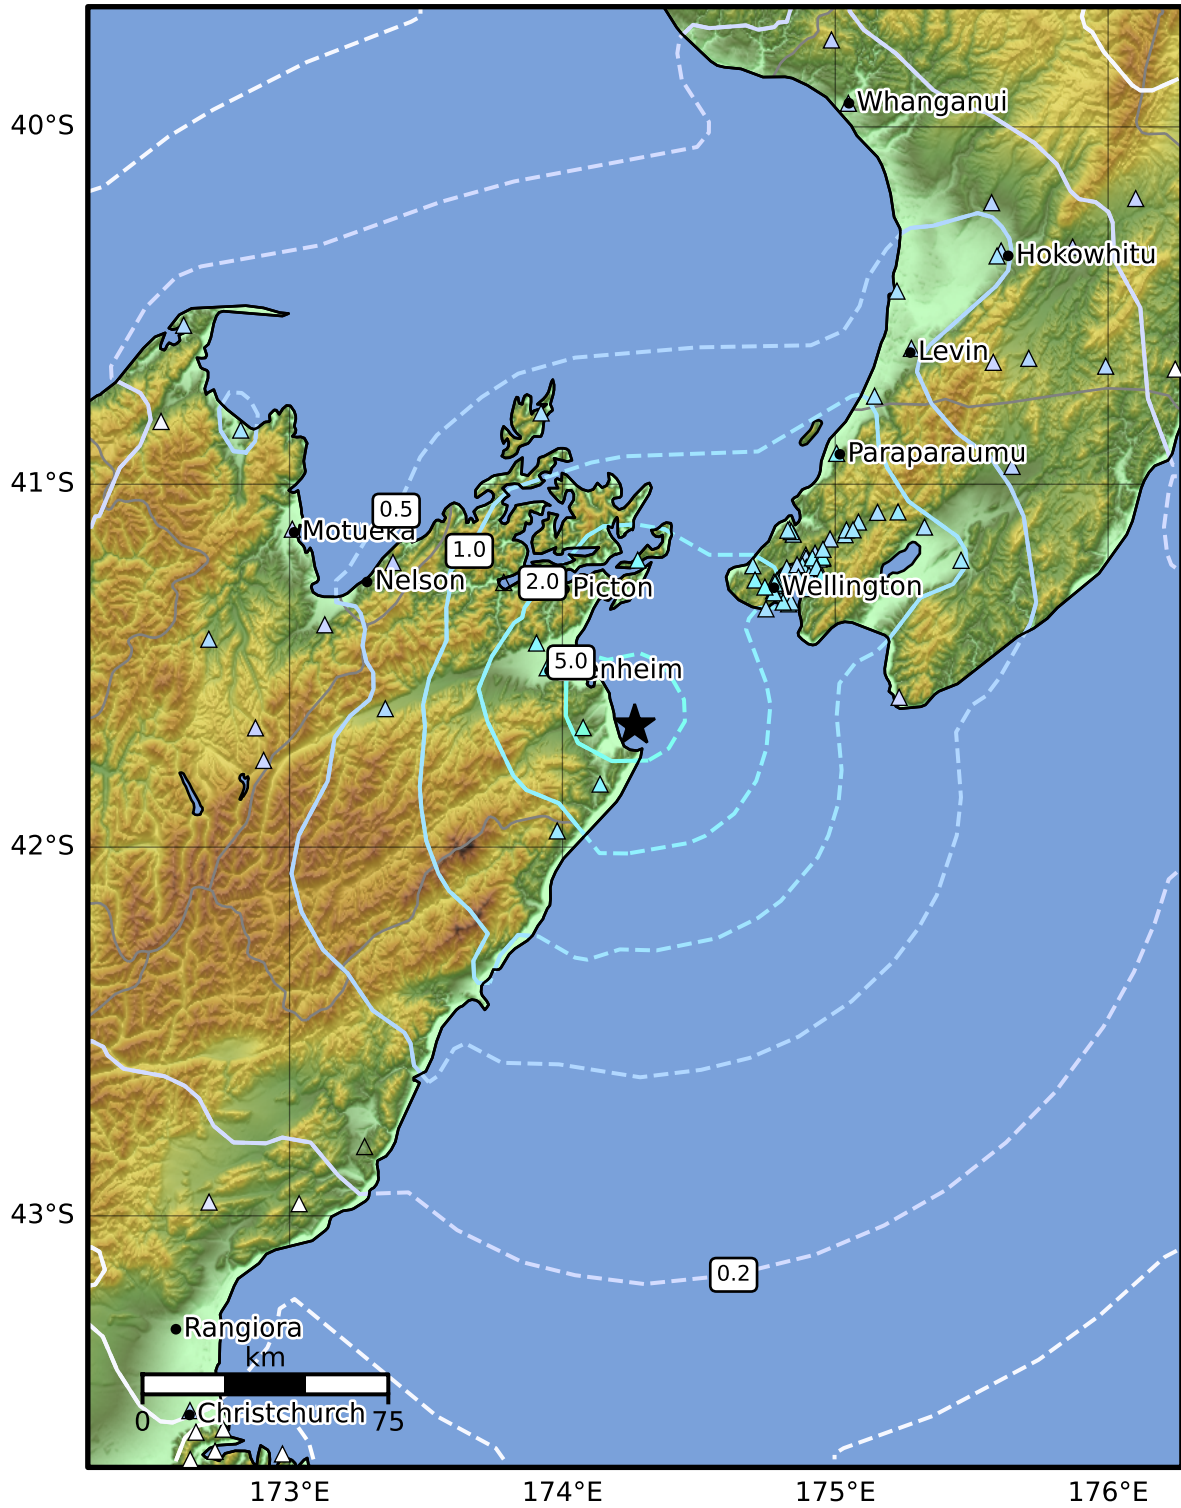 Whanganui
40°S
Hokowhitu
Levin
Paraparaumu
41°S
0.5
Motueka
1.0
Nelson
2.0
Picton
Wellington
5.0
enheim
42°S
43°S
0.2
Rangiora
km
0
75
Christchurch
173°E
174°E
175°E
176°E